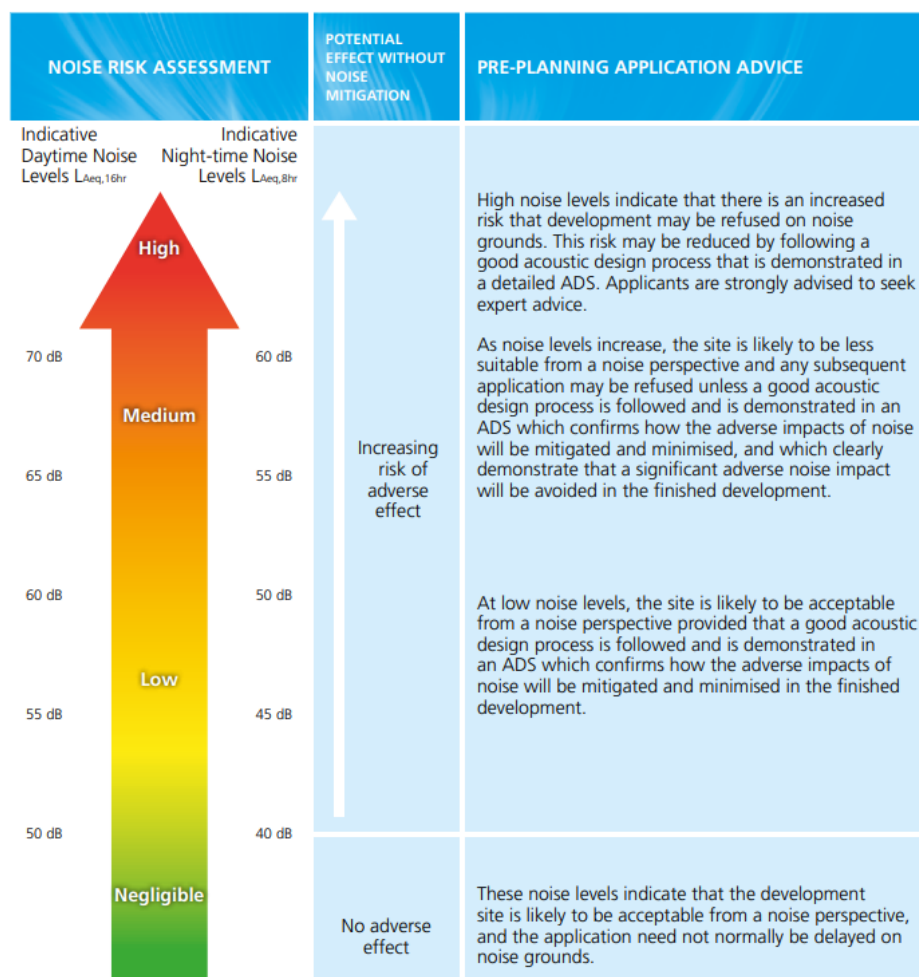 NOISE RISK ASSESSMENT
POTENTIAL
EFFECT WITHOUT
NOISE
MITIGATION
PRE-PLANNING APPLICATION ADVICE
Indicative
Daytime Noise
Levels LAeq,16hr
Indicative
Night-time Noise
Levels LAeq,8hr
High
70 dB
60 dB
Medium
65 dB
55 dB
60 dB
50 dB
Low
55 dB
45 dB
50 dB
40 dB
Negligible
Increasing
risk of
adverse
effect
No adverse
effect
High noise levels indicate that there is an increased
risk that development may be refused on noise
grounds. This risk may be reduced by following a
good acoustic design process that is demonstrated in
a detailed ADS. Applicants are strongly advised to seek
expert advice.
As noise levels increase, the site is likely to be less
suitable from a noise perspective and any subsequent
application may be refused unless a good acoustic
design process is followed and is demonstrated in an
ADS which confirms how the adverse impacts of noise
will be mitigated and minimised, and which clearly
demonstrate that a significant adverse noise impact
will be avoided in the finished development.
At low noise levels, the site is likely to be acceptable
from a noise perspective provided that a good acoustic
design process is followed and is demonstrated in
an ADS which confirms how the adverse impacts of
noise will be mitigated and minimised in the finished
development.
These noise levels indicate that the development
site is likely to be acceptable from a noise perspective,
and the application need not normally be delayed on
noise grounds.